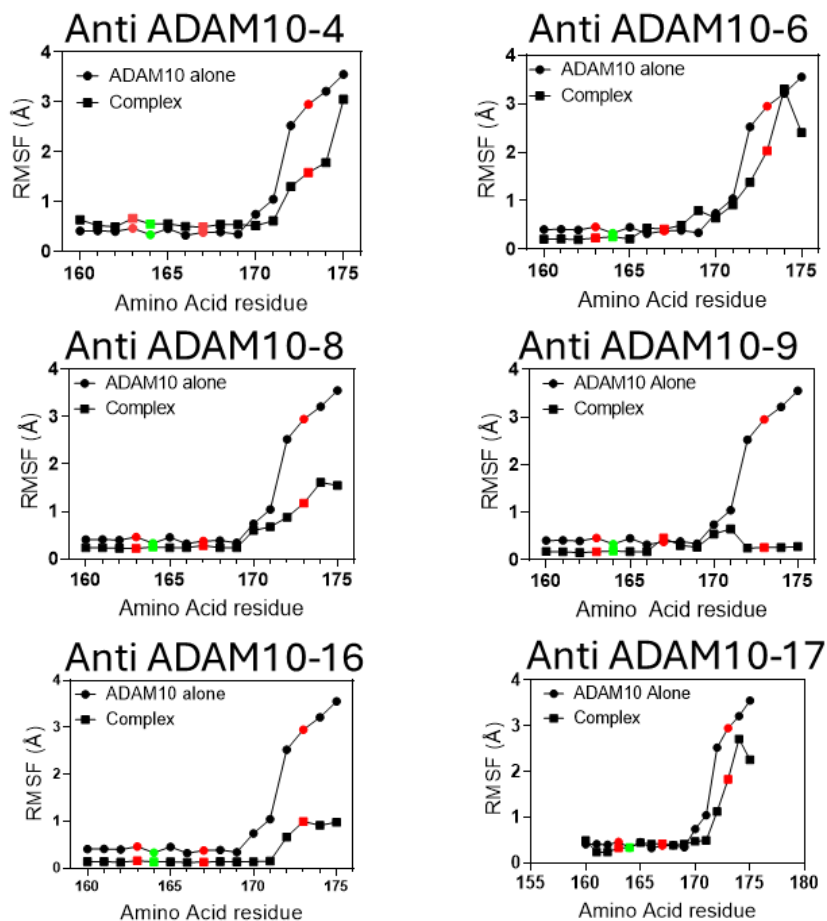 Anti ADAM10-4
4
3
2
1
0
RMSF (Å)
ADAM10 alone
Complex
160 165 170 175
Amino Acid residue
Anti ADAM10-6
4
3
2
1
0
RMSF (Å)
ADAM10 alone
Complex
160 165 170 175
Amino Acid residue
Anti ADAM10-8
4
3
2
1
0
RMSF (Å)
ADAM10 alone
Complex
160 165 170 175
Amino Acid residue
Anti ADAM10-9
4
3
2
1
0
RMSF (Å)
ADAM10 Alone
Complex
160 165 170 175
Amino Acid residue
Anti ADAM10-16
4
3
2
1
0
RMSF (Å)
ADAM10 alone
Complex
160 165 170 175
Amino Acid residue
Anti ADAM10-17
4
3
2
1
0
RMSF (Å)
ADAM10 Alone
Complex
155 160 165 170 175 180
Amino Acid residue